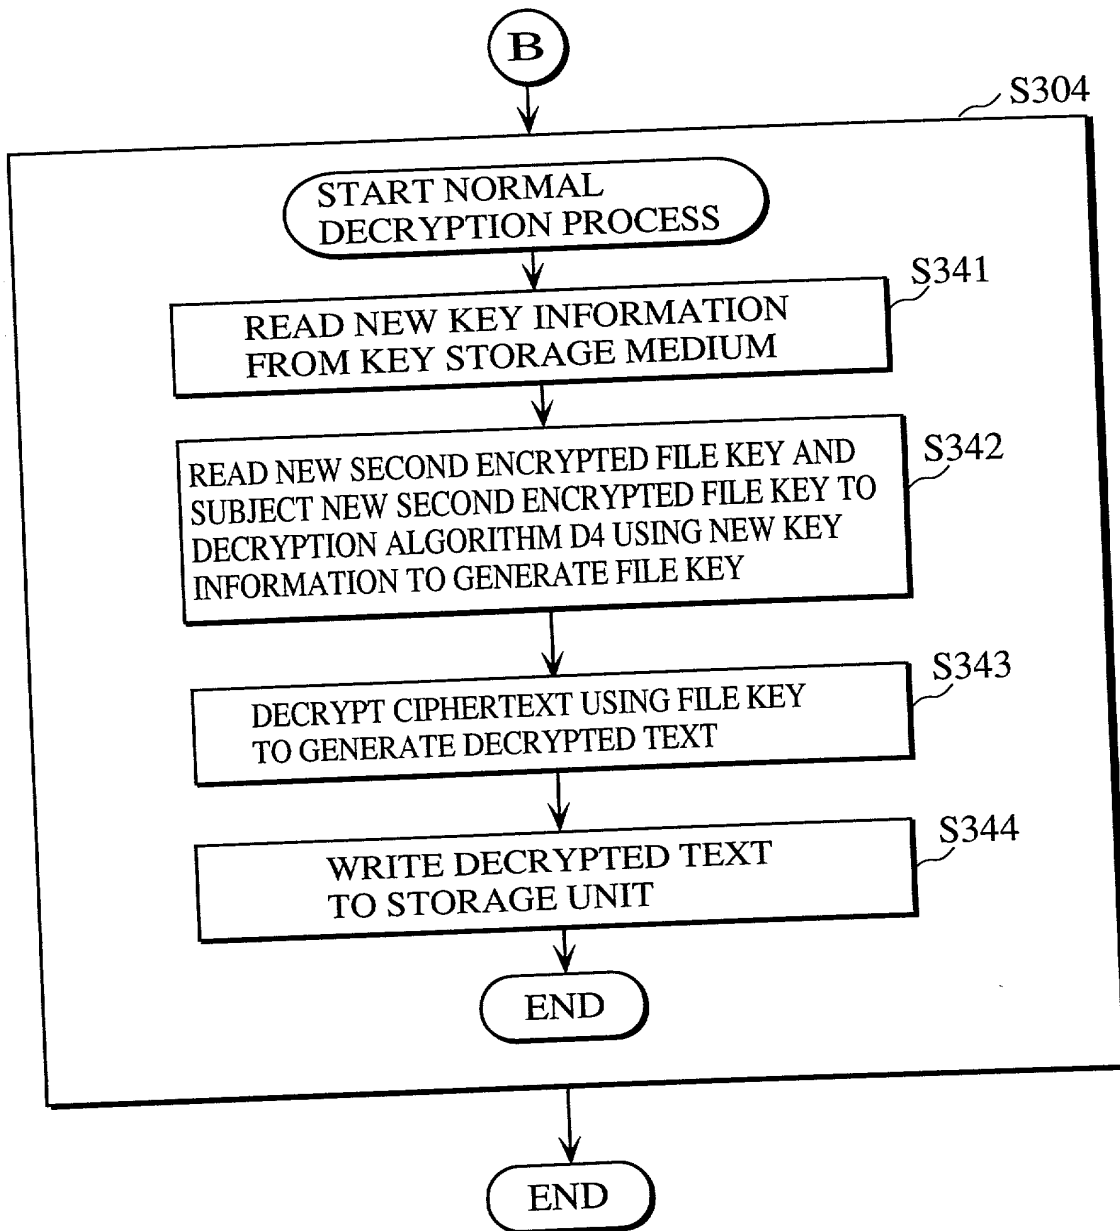 B
S304
START NORMAL
DECRYPTION PROCESS
S341
READ NEW KEY INFORMATION
FROM KEY STORAGE MEDIUM
S342
READ NEW SECOND ENCRYPTED FILE KEY AND
SUBJECT NEW SECOND ENCRYPTED FILE KEY TO
DECRYPTION ALGORITHM D4 USING NEW KEY
INFORMATION TO GENERATE FILE KEY
S343
DECRYPT CIPHERTEXT USING FILE KEY
TO GENERATE DECRYPTED TEXT
S344
WRITE DECRYPTED TEXT
TO STORAGE UNIT
END
END